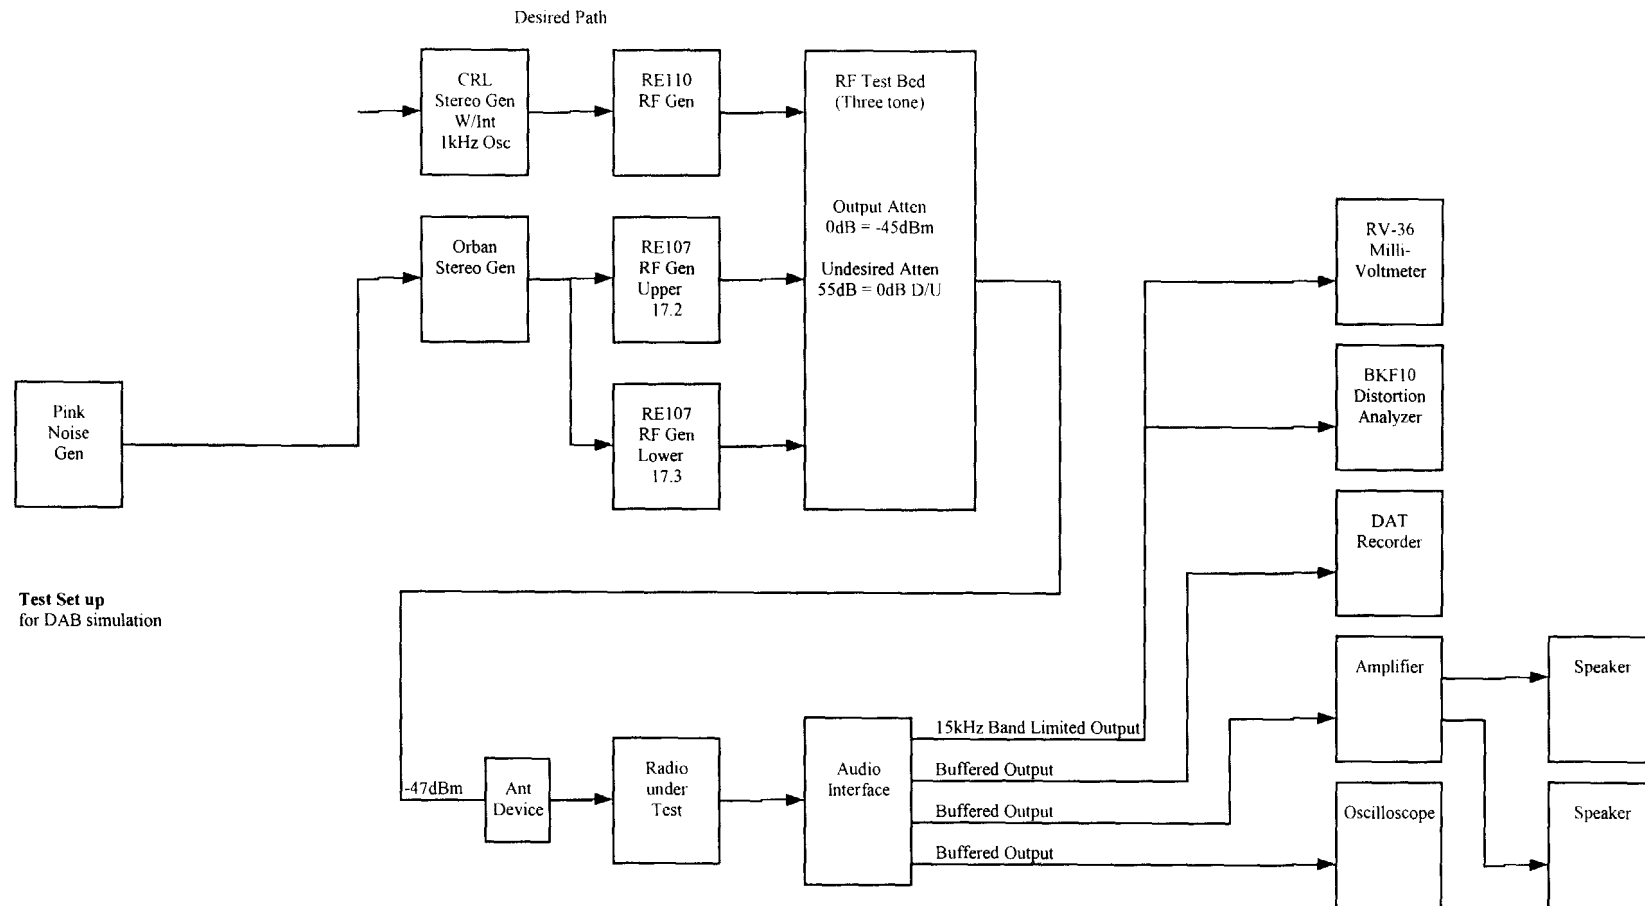 Desired Path
CRL
Stereo Gen
W/Int
1kHz Osc
RE110
RF Gen
RF Test Bed
(Three tone)
Output Atten
0dB = -45dBm
Undesired Atten
55dB = 0dB D/U
Orban
Stereo Gen
RE107
RF Gen
Upper
17.2
RE107
RF Gen
Lower
17.3
Pink
Noise
Gen
RV-36
Milli-
Voltmeter
BKF10
Distortion
Analyzer
DAT
Recorder
Test Set up
for DAB simulation
Amplifier
Speaker
-47dBm
Ant
Device
Radio
under
Test
Audio
Interface
15kHz Band Limited Output
Buffered Output
Buffered Output
Buffered Output
Oscilloscope
Speaker